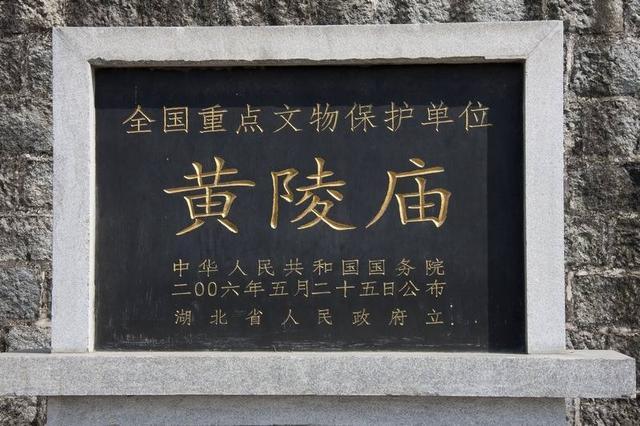 全国重点文物保护单位
黄陵庙
中华人民共和国国务院
二〇〇六年五月二十五日公布
湖北省人民政府立